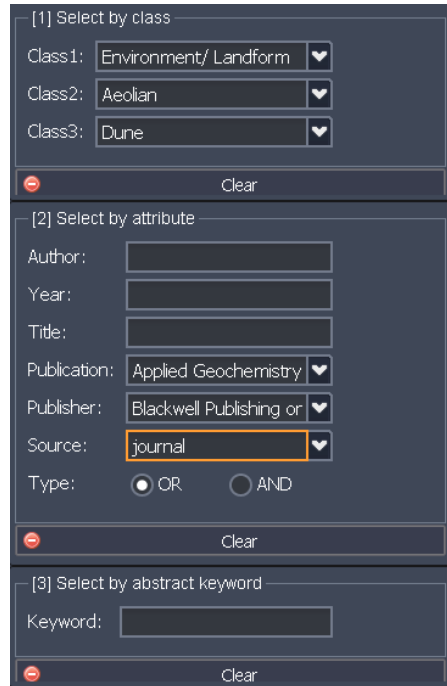 [1] Select by class
Class1: Environment/ Landform
Class2: Aeolian
Class3: Dune
Clear
[2] Select by attribute
Author:
Year:
Title:
Publication: Applied Geochemistry
Publisher: Blackwell Publishing or
Source: journal
Type: OR AND
Clear
[3] Select by abstract keyword
Keyword:
Clear